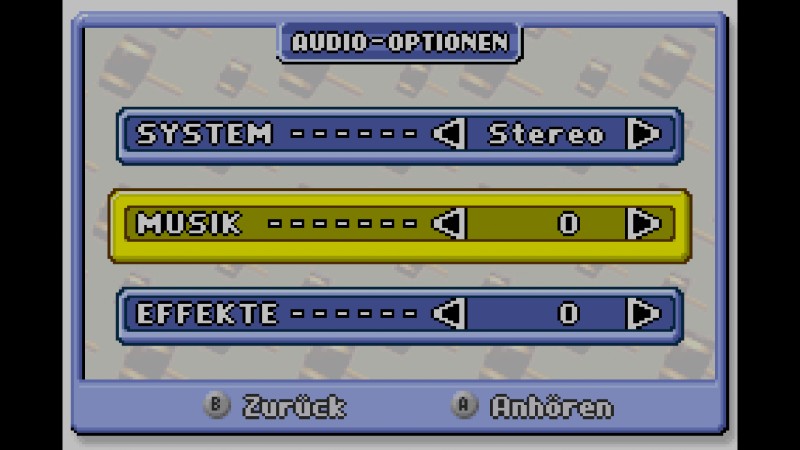 AUDIO-OPTIONEN
SYSTEM ------ Stereo
MUSIK ------- 0
EFFEKTE ------ 0
B Zurück A Anhören